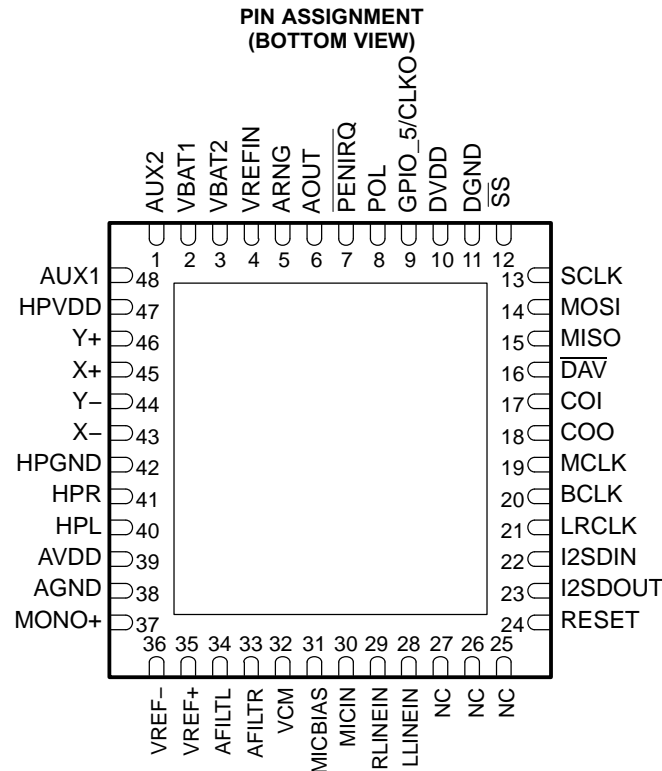 PIN ASSIGNMENT
(BOTTOM VIEW)
AUX2
VBAT1
VBAT2
VREFIN
ARNG
AOUT
PENIRQ
POL
GPIO_5/CLKO
DVDD
DGND
SS
1 2 3 4 5 6 7 8 9 10 11 12
AUX1 48 13 SCLK
HPVDD 47 14 MOSI
Y+ 46 15 MISO
X+ 45 16 DAV
Y− 44 17 COI
X− 43 18 COO
HPGND 42 19 MCLK
HPR 41 20 BCLK
HPL 40 21 LRCLK
AVDD 39 22 I2SDIN
AGND 38 23 I2SDOUT
MONO+ 37 24 RESET
36 35 34 33 32 31 30 29 28 27 26 25
VREF−
VREF+
AFILTL
AFILTR
VCM
MICBIAS
MICIN
RLINEIN
LLINEIN
NC
NC
NC